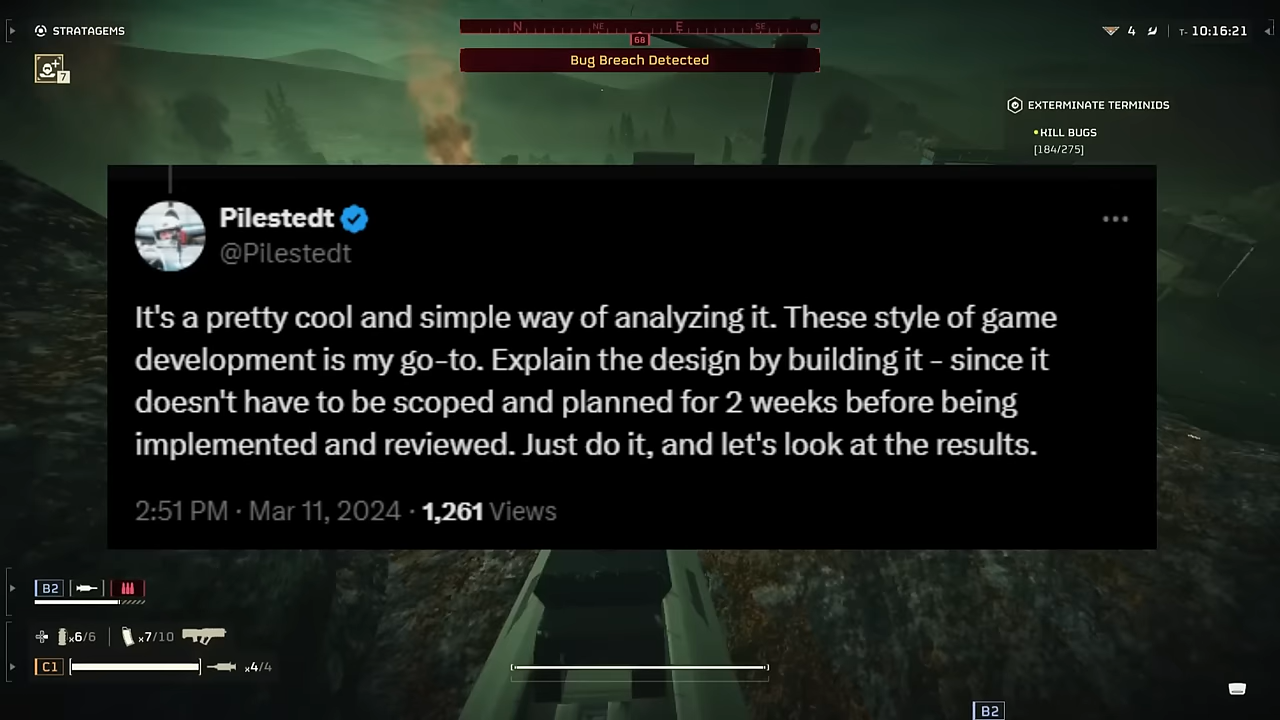 STRATAGEMS
7
N NE E SE
68
Bug Breach Detected
4 T- 10:16:21
EXTERMINATE TERMINIDS
KILL BUGS
[184/275]
Pilestedt
@Pilestedt
It's a pretty cool and simple way of analyzing it. These style of game
development is my go-to. Explain the design by building it - since it
doesn't have to be scoped and planned for 2 weeks before being
implemented and reviewed. Just do it, and let's look at the results.
2:51 PM · Mar 11, 2024 · 1,261 Views
B2
x6/6 x7/10
C1 x4/4
B2